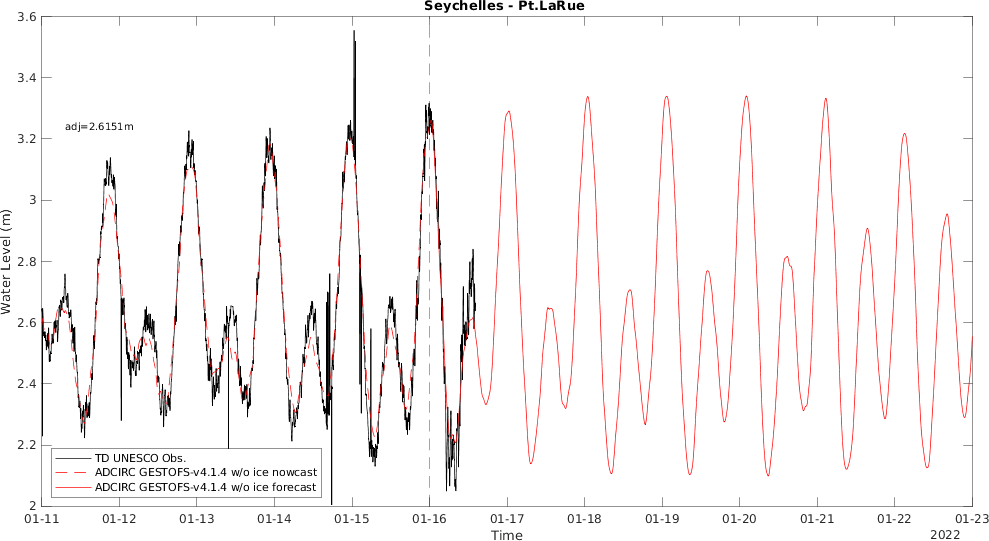 Seychelles - Pt.LaRue
3.6
3.4
3.2
3
2.8
2.6
2.4
2.2
2
Water Level (m)
adj=2.6151m
TD UNESCO Obs.
ADCIRC GESTOFS-v4.1.4 w/o ice nowcast
ADCIRC GESTOFS-v4.1.4 w/o ice forecast
01-11 01-12 01-13 01-14 01-15 01-16 01-17 01-18 01-19 01-20 01-21 01-22 01-23
Time
2022